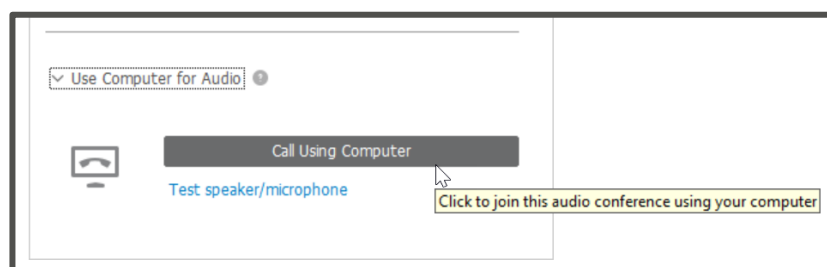 Use Computer for Audio
Call Using Computer
Test speaker/microphone
Click to join this audio conference using your computer